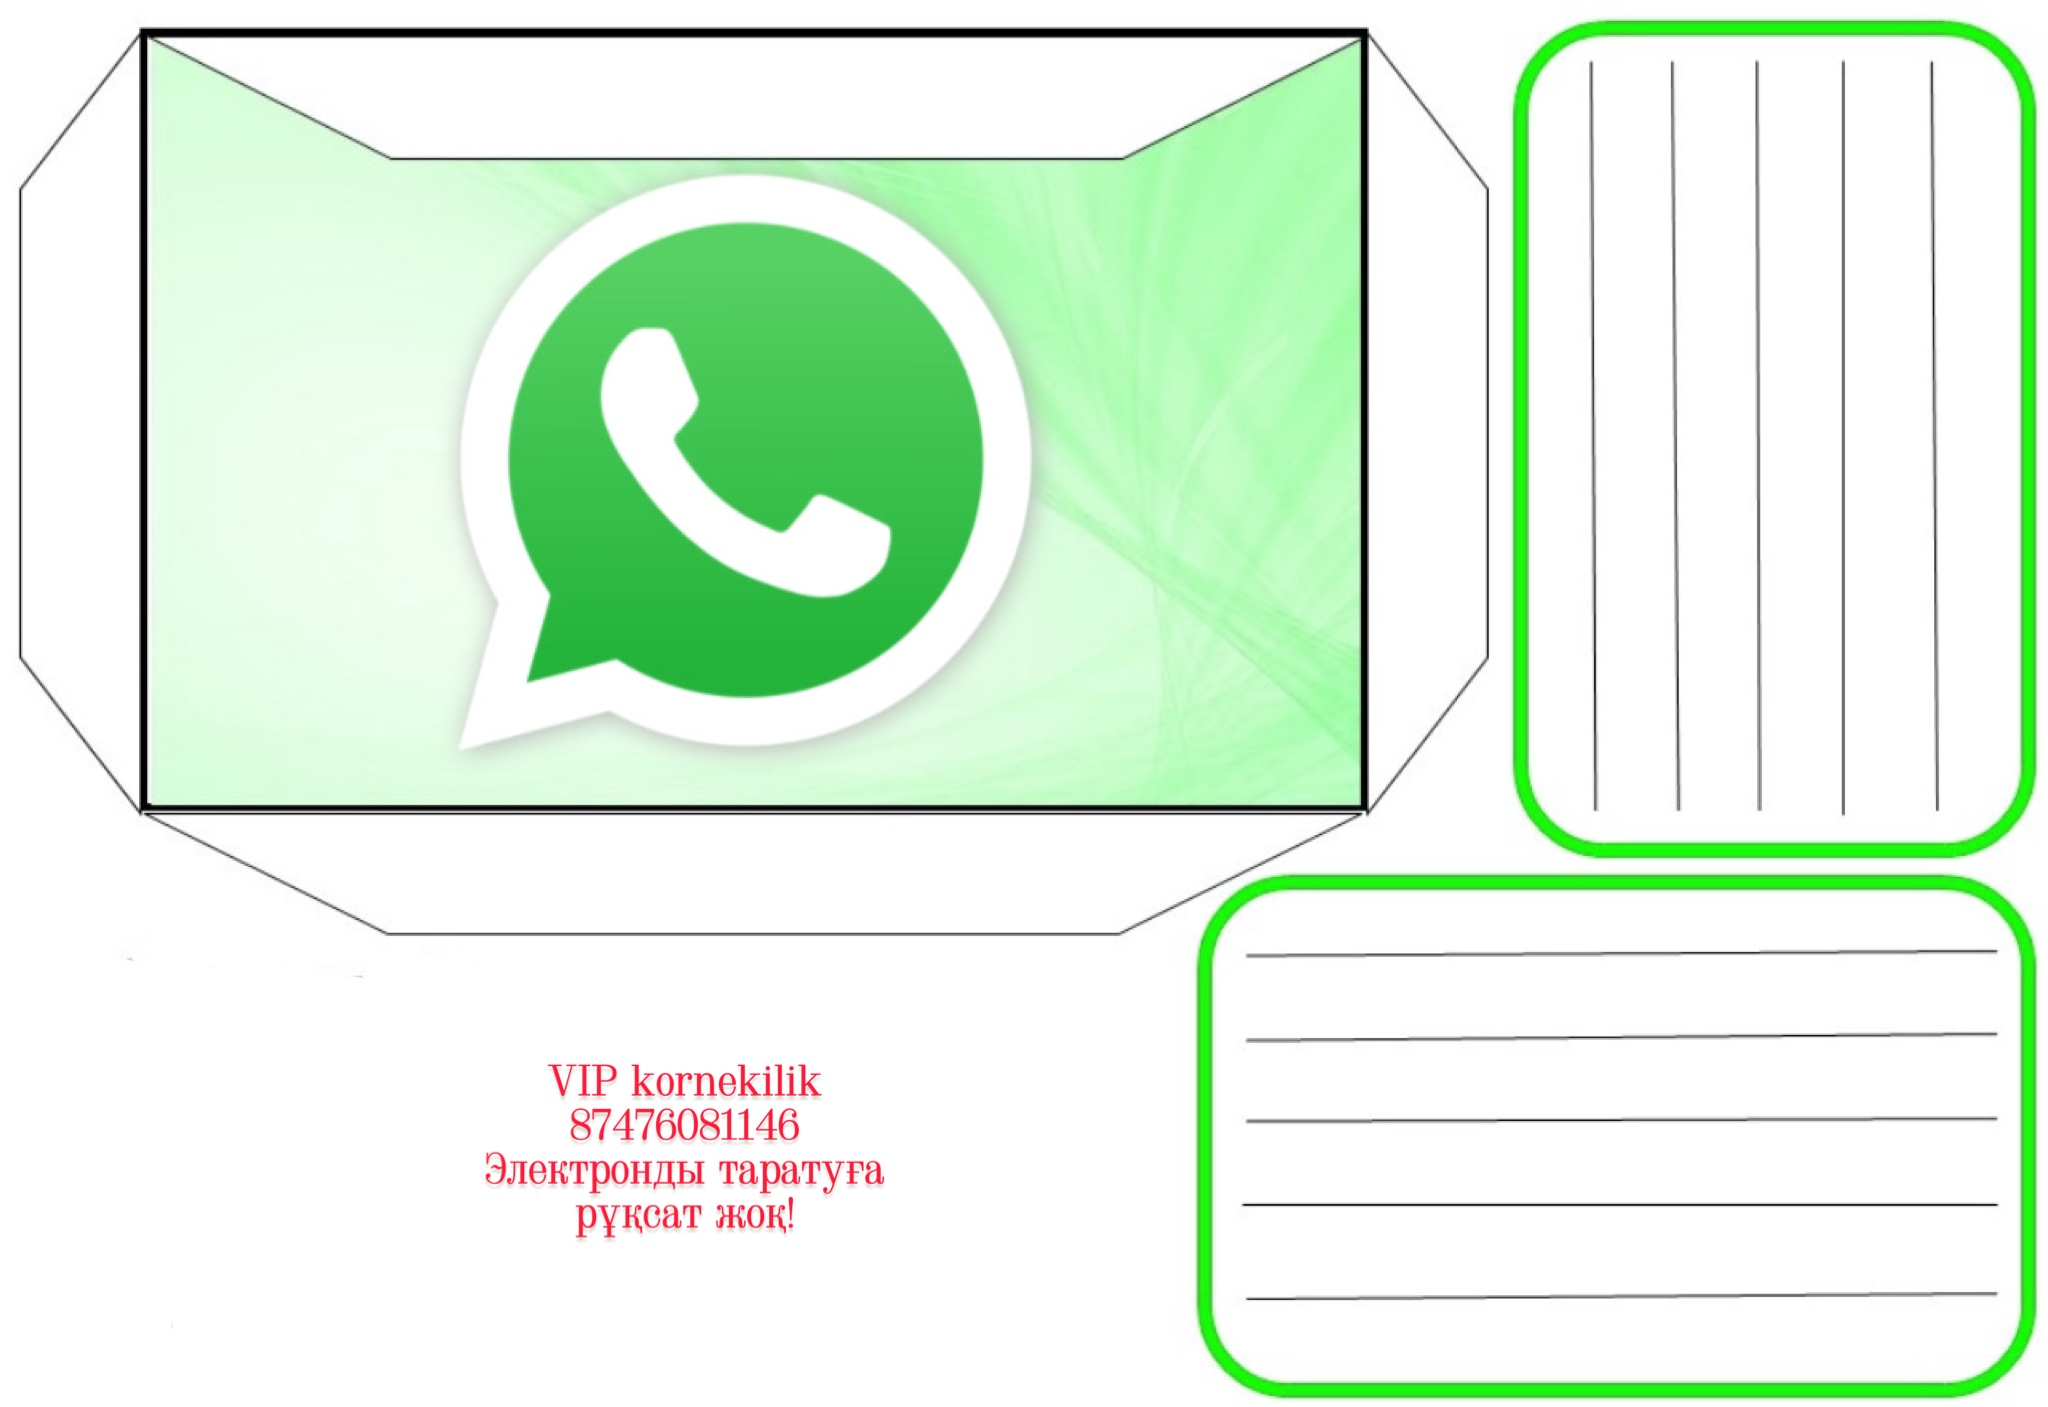 VIP kornekilik
87476081146
Электронды таратуға
рұқсат жоқ!